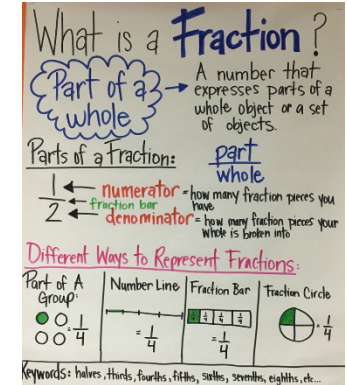 What is a Fraction?
Part of a
whole
A number that
expresses parts of a
whole object or a set
of objects.
Parts of a Fraction:
part
whole
1
2
numerator = how many fraction pieces you
have
fraction bar
denominator = how many fraction pieces your
whole is broken into
Different Ways to Represent Fractions:
Part of A
Group:
= 1/4
Number Line
= 1/4
Fraction Bar
1/4 1/4 1/4 1/4
= 1/4
Fraction Circle
= 1/4
Keywords: halves, thirds, fourths, fifths, sixths, sevenths, eighths, etc...